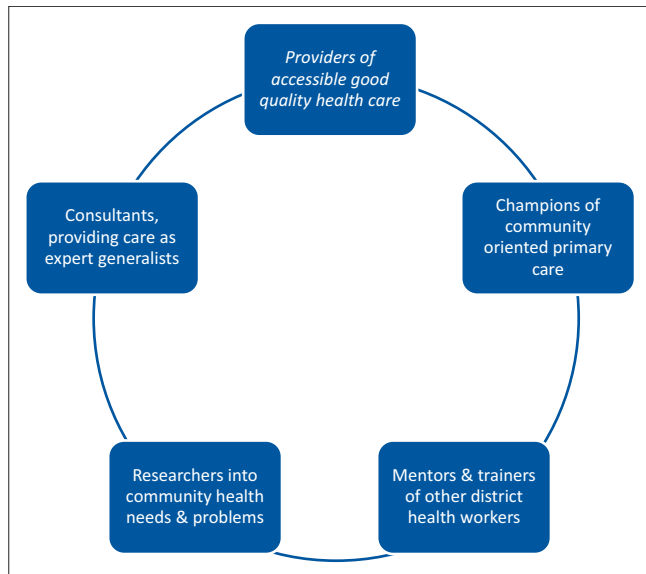 Providers of
accessible good
quality health care
Champions of
community
oriented primary
care
Mentors & trainers
of other district
health workers
Researchers into
community health
needs & problems
Consultants,
providing care as
expert generalists